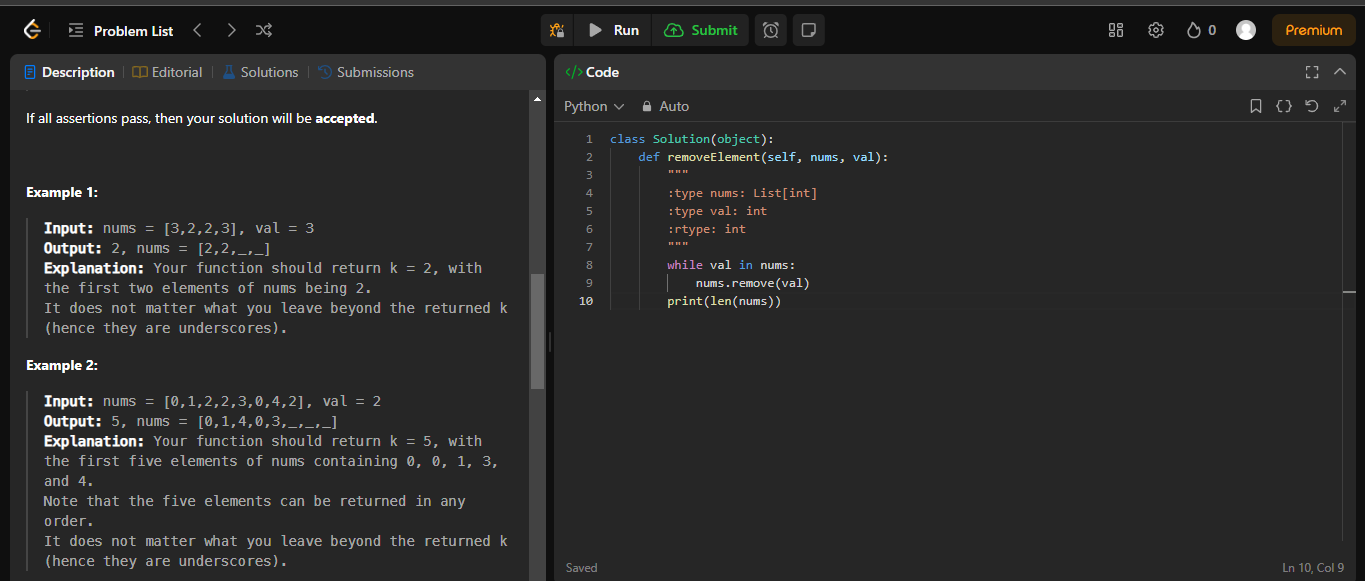 Problem List
Run
Submit
0
Premium
Description
Editorial
Solutions
Submissions
If all assertions pass, then your solution will be accepted.
Example 1:
Input: nums = [3,2,2,3], val = 3
Output: 2, nums = [2,2,_,_]
Explanation: Your function should return k = 2, with
the first two elements of nums being 2.
It does not matter what you leave beyond the returned k
(hence they are underscores).
Example 2:
Input: nums = [0,1,2,2,3,0,4,2], val = 2
Output: 5, nums = [0,1,4,0,3,_,_,_]
Explanation: Your function should return k = 5, with
the first five elements of nums containing 0, 0, 1, 3,
and 4.
Note that the five elements can be returned in any
order.
It does not matter what you leave beyond the returned k
(hence they are underscores).
</> Code
Python
Auto
1 class Solution(object):
2     def removeElement(self, nums, val):
3         """
4         :type nums: List[int]
5         :type val: int
6         :rtype: int
7         """
8         while val in nums:
9             nums.remove(val)
10         print(len(nums))
Saved
Ln 10, Col 9